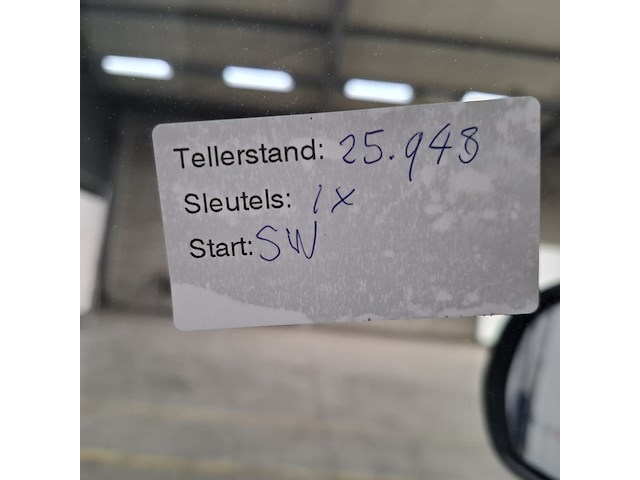 Tellerstand: 25.948
Sleutels: 1x
Start: SW